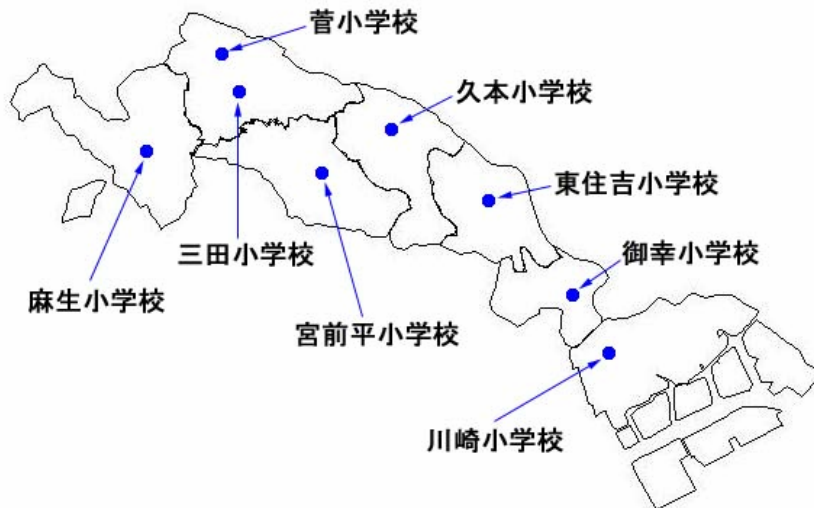 菅小学校
久本小学校
東住吉小学校
三田小学校
御幸小学校
麻生小学校
宮前平小学校
川崎小学校